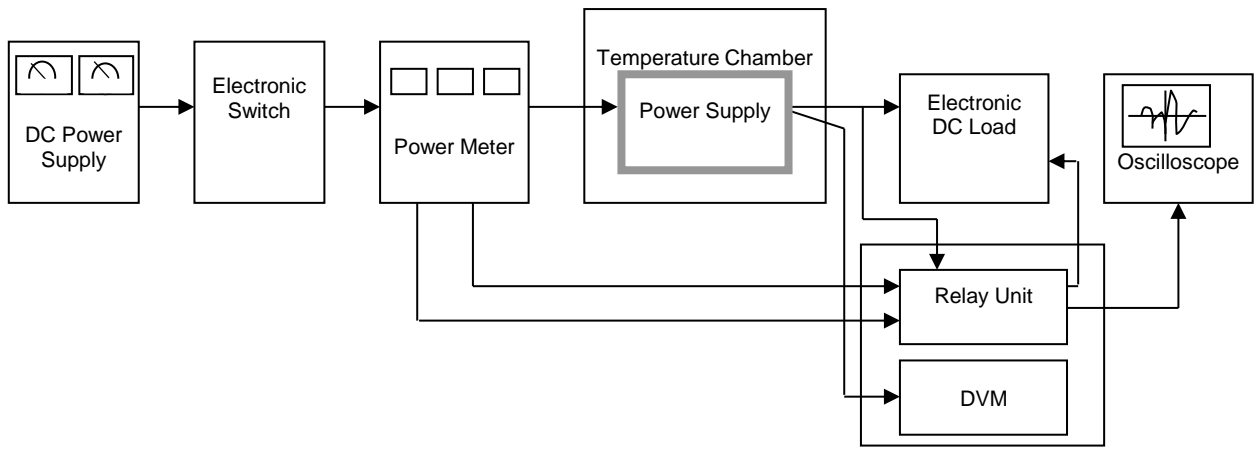 DC Power
Supply
Electronic
Switch
Power Meter
Temperature Chamber
Power Supply
Electronic
DC Load
Oscilloscope
Relay Unit
DVM